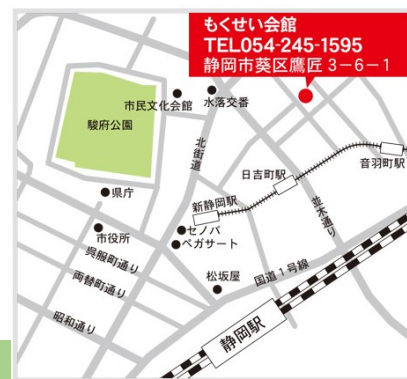 もくせい会館
TEL054-245-1595
静岡市葵区鷹匠3-6-1
市民文化会館
水落交番
駿府公園
北街道
音羽町駅
日吉町駅
県庁
新静岡駅
並木通り
市役所
セノバ
ペガサート
呉服町通り
国道1号線
両替町通り
松坂屋
昭和通り
静岡駅